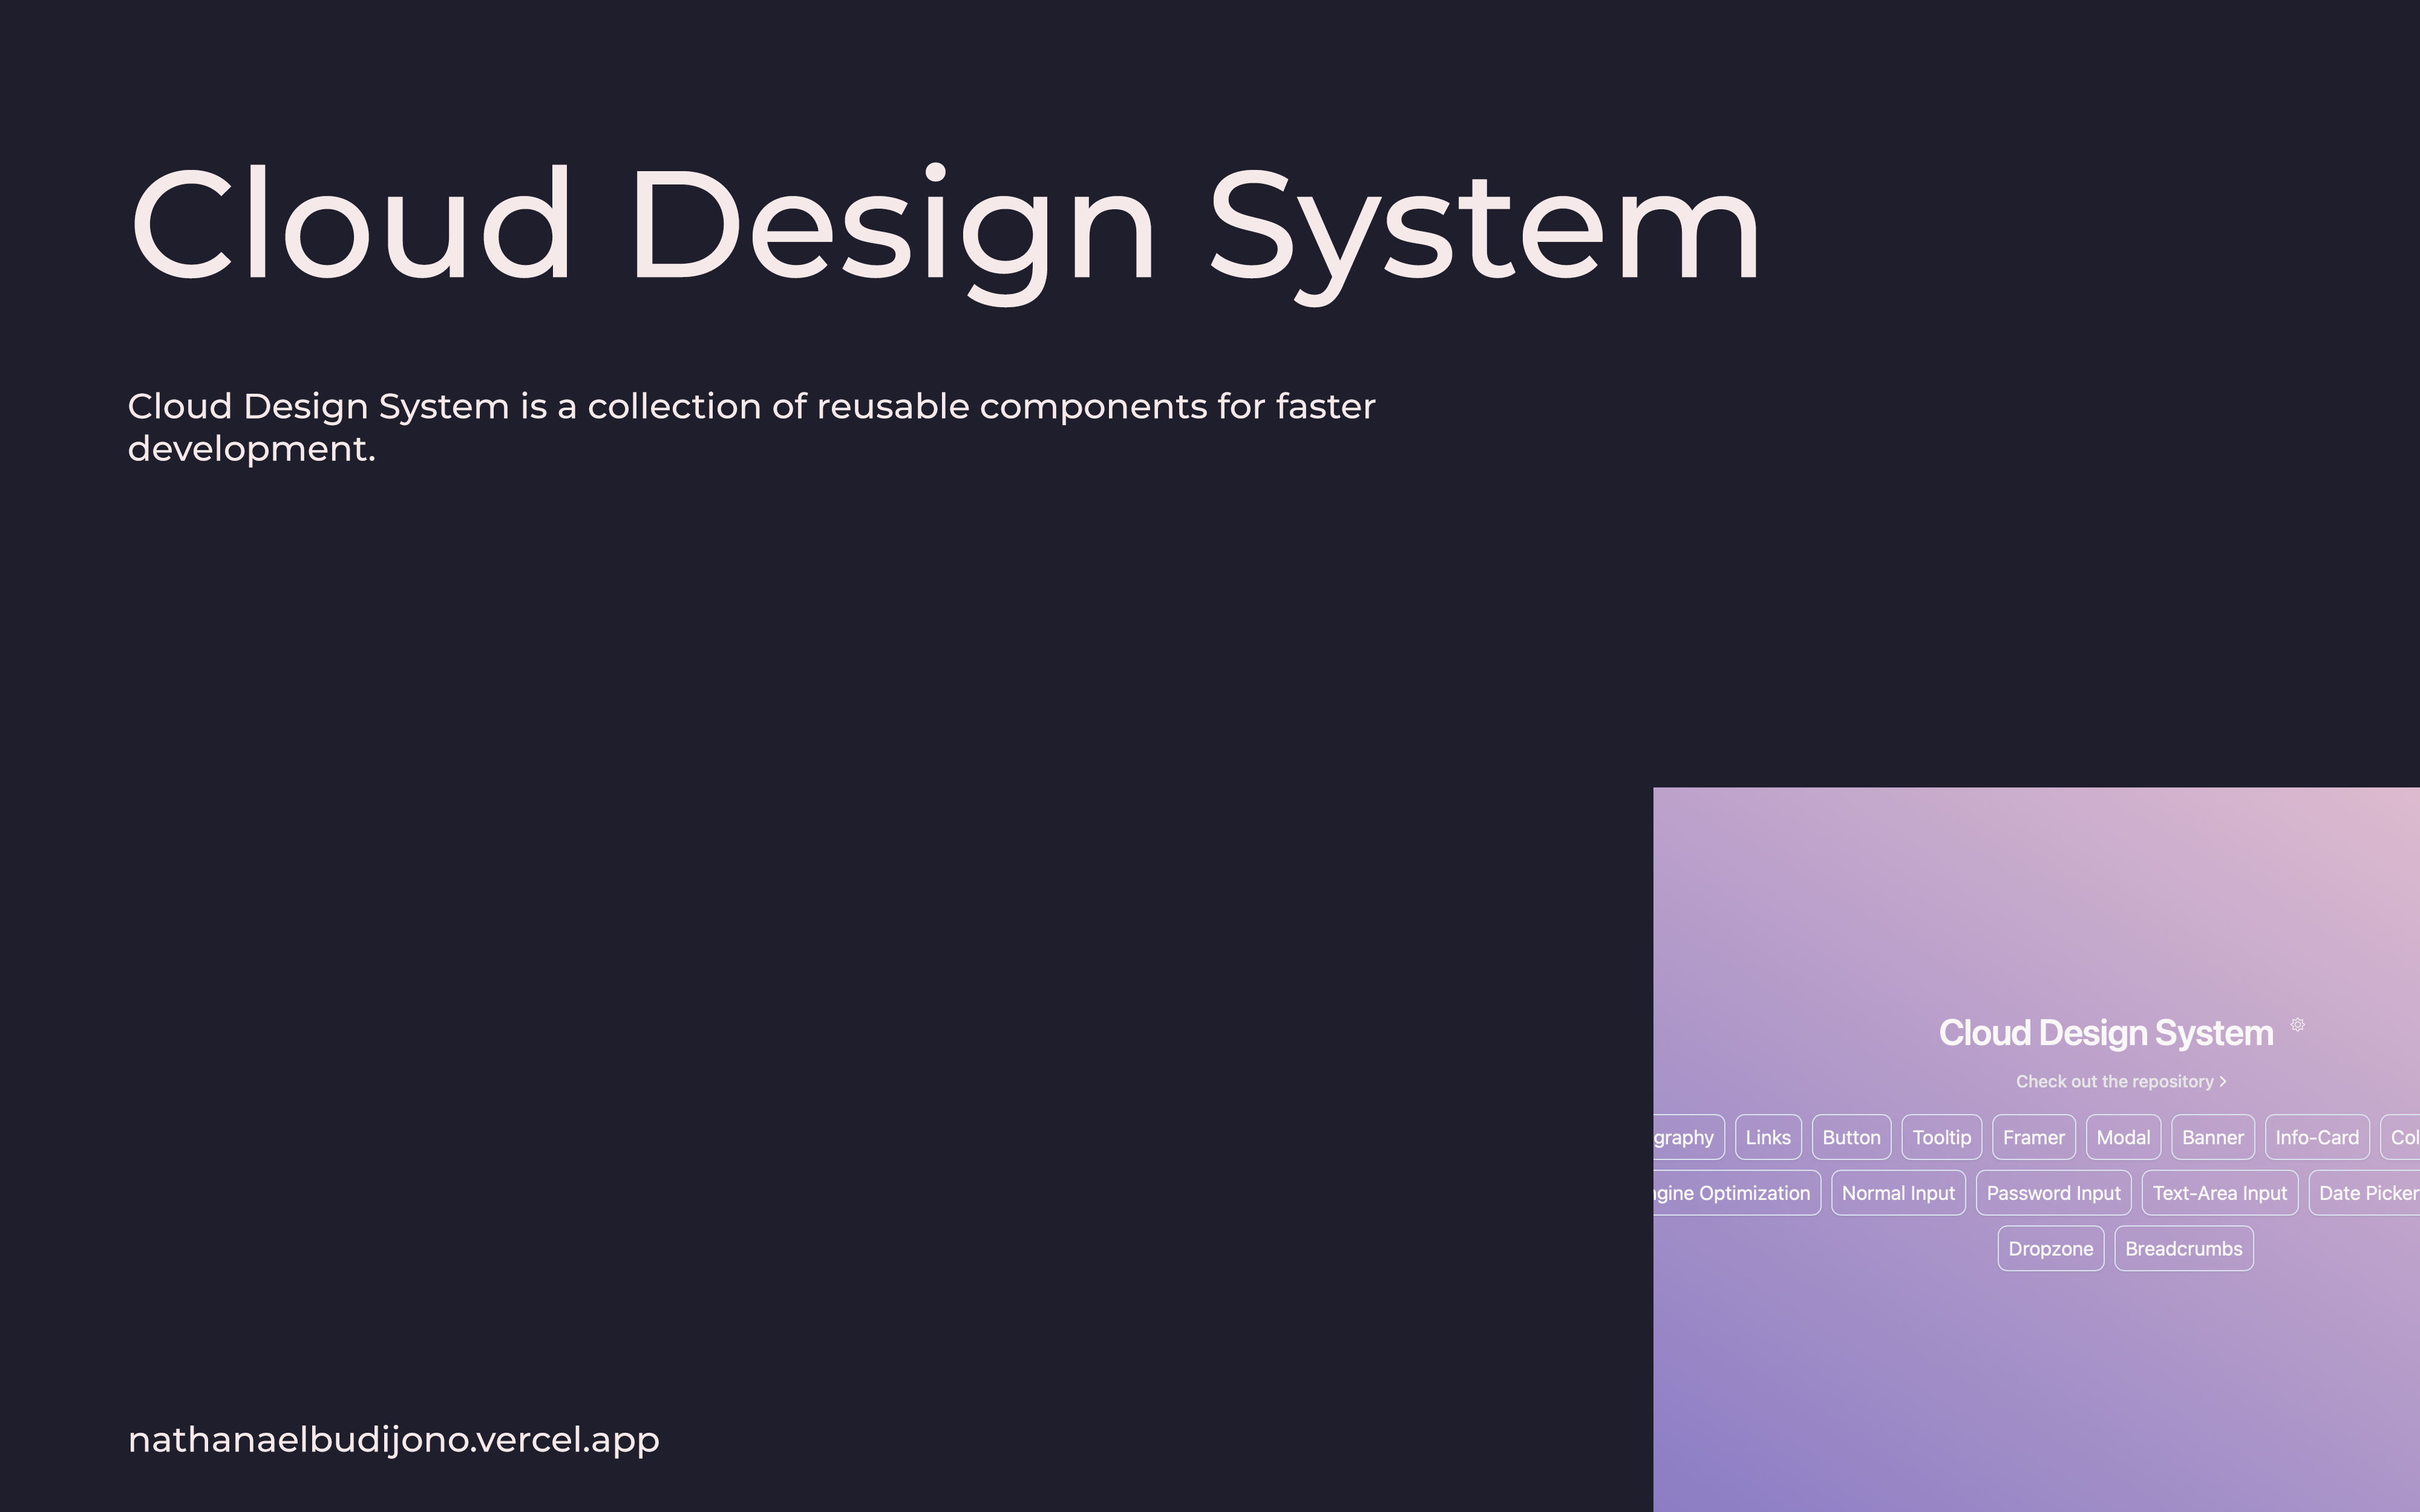 Cloud Design System
Cloud Design System is a collection of reusable components for faster
development.
Cloud Design System
Check out the repository
graphy Links Button Tooltip Framer Modal Banner Info-Card Col
gine Optimization Normal Input Password Input Text-Area Input Date Picker
Dropzone Breadcrumbs
nathanaelbudijono.vercel.app